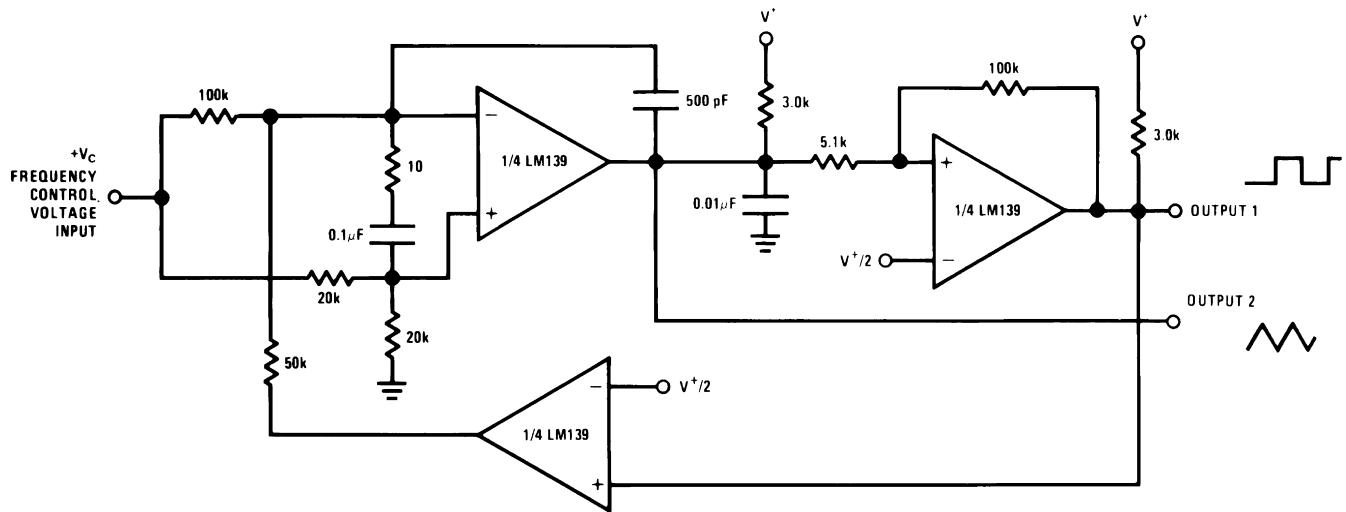 V+
V+
100k
100k
500 pF
3.0k
3.0k
5.1k
−
10
1/4 LM139
+
+VC
FREQUENCY
CONTROL.
VOLTAGE
INPUT
0.01μF
1/4 LM139
OUTPUT 1
+
0.1μF
V+/2
−
20k
OUTPUT 2
20k
50k
−
V+/2
1/4 LM139
+